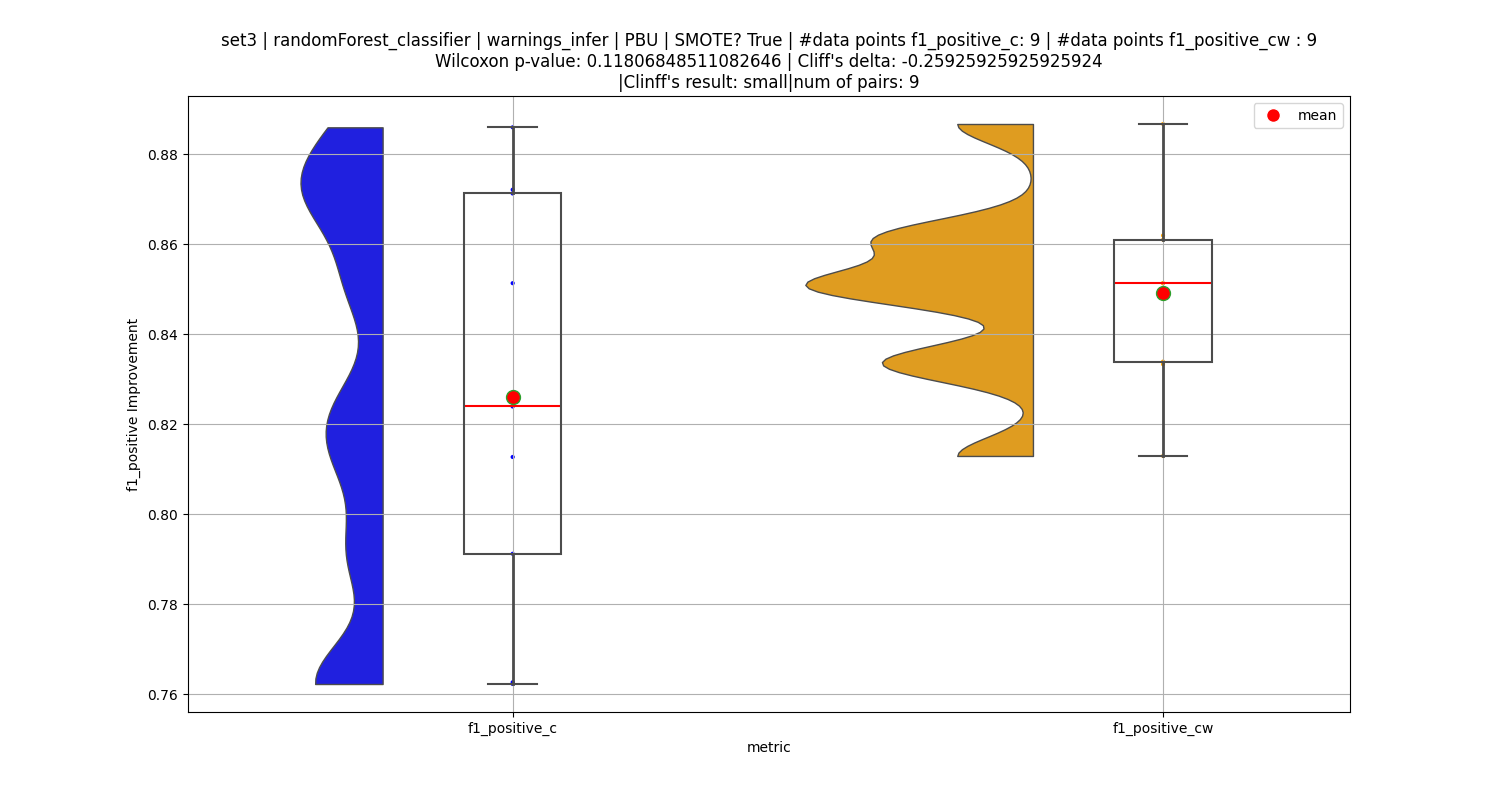 set3 | randomForest_classifier | warnings_infer | PBU | SMOTE? True | #data points f1_positive_c: 9 | #data points f1_positive_cw : 9
Wilcoxon p-value: 0.11806848511082646 | Cliff's delta: -0.25925925925925924
|Clinff's result: small|num of pairs: 9
mean
0.88
0.86
0.84
0.82
0.80
0.78
0.76
f1_positive Improvement
f1_positive_c
f1_positive_cw
metric